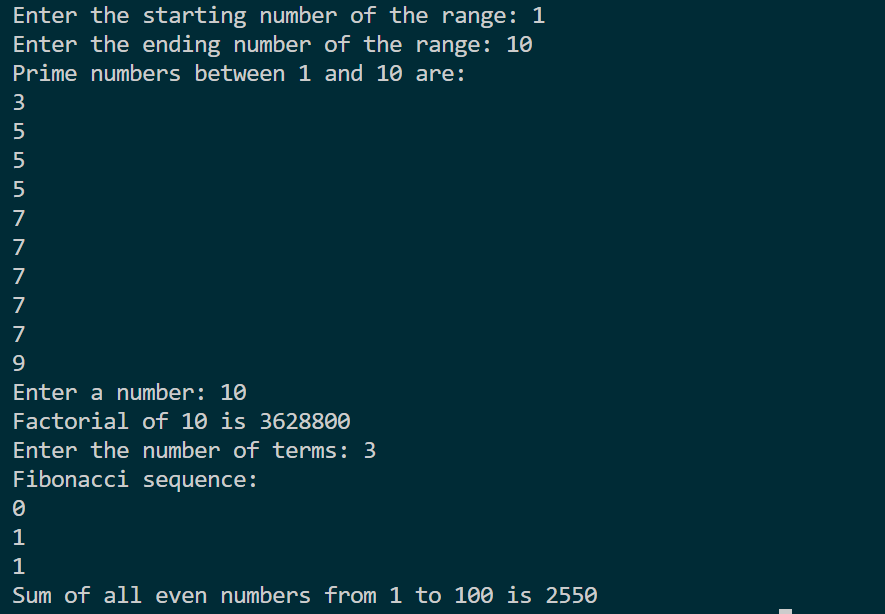 Enter the starting number of the range: 1
Enter the ending number of the range: 10
Prime numbers between 1 and 10 are:
3
5
5
5
7
7
7
7
7
9
Enter a number: 10
Factorial of 10 is 3628800
Enter the number of terms: 3
Fibonacci sequence:
0
1
1
Sum of all even numbers from 1 to 100 is 2550